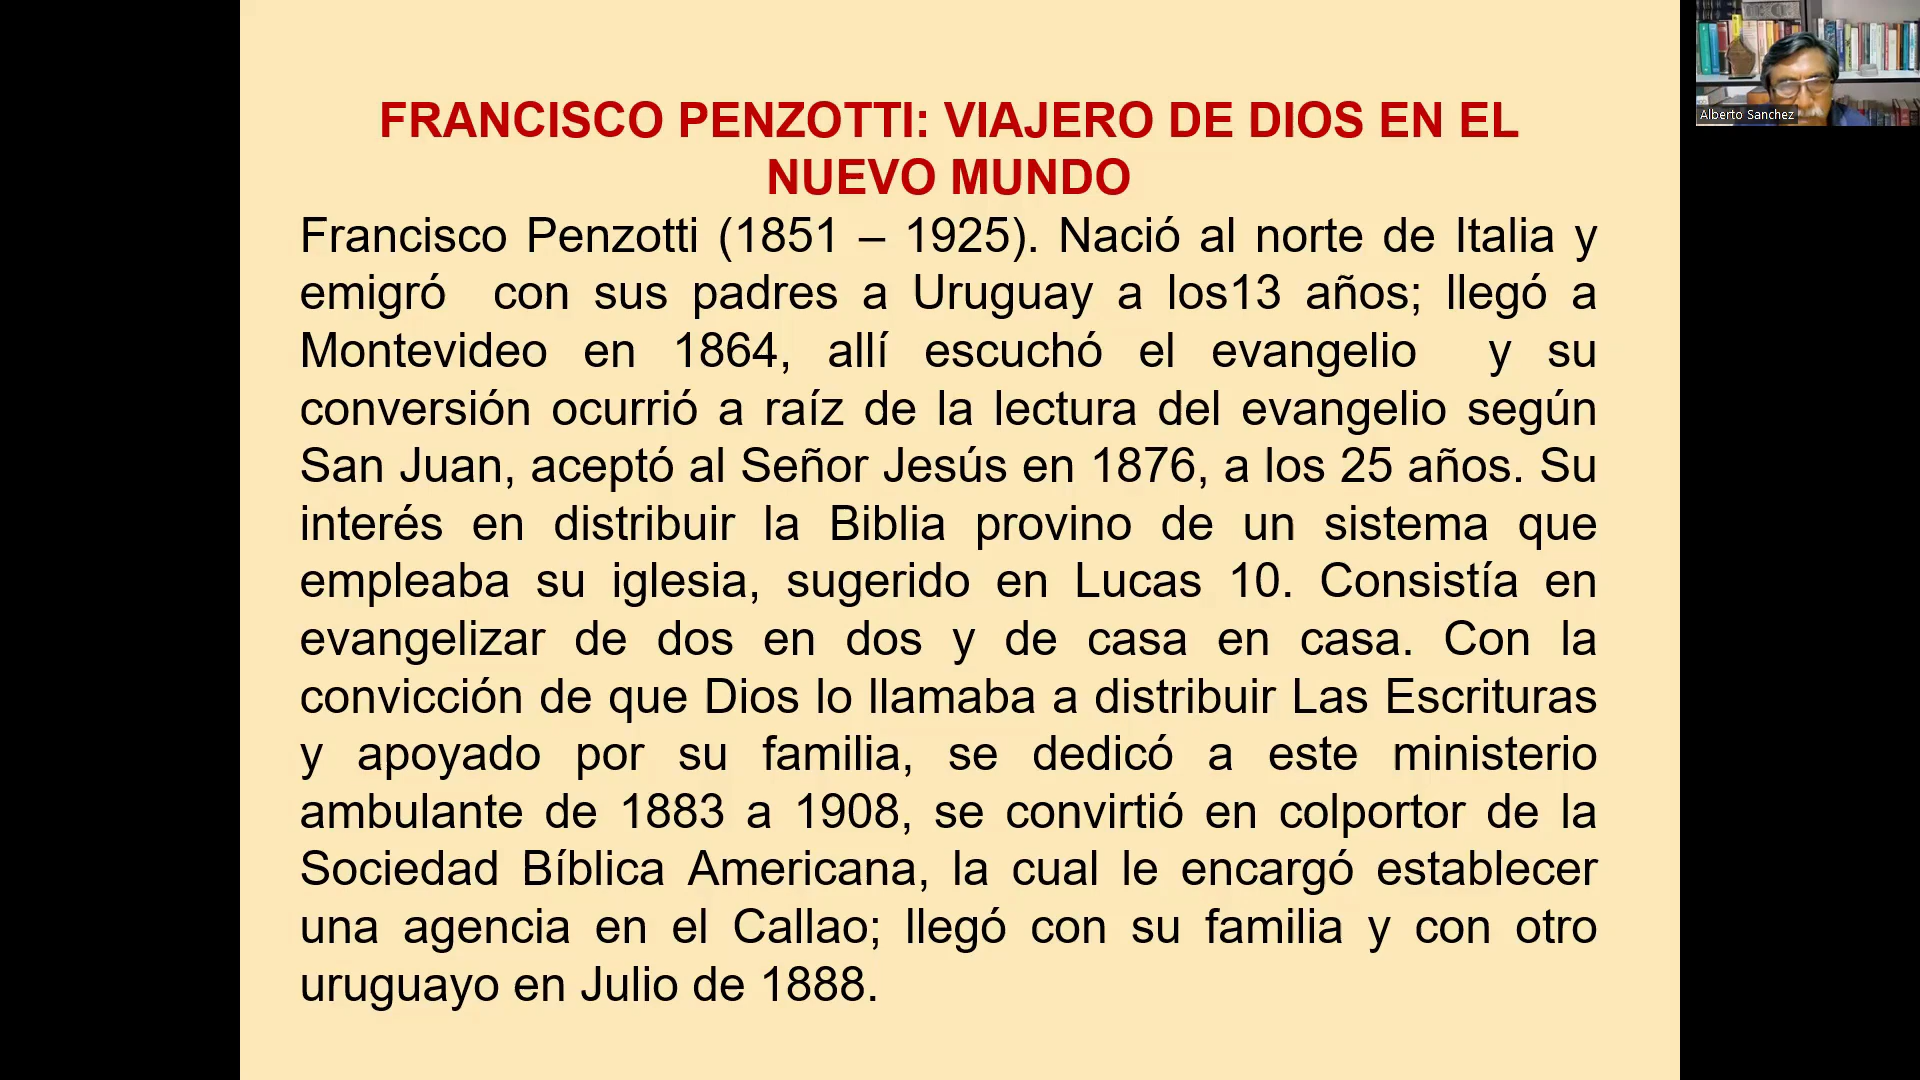 FRANCISCO PENZOTTI: VIAJERO DE DIOS EN EL
NUEVO MUNDO
Francisco Penzotti (1851 – 1925). Nació al norte de Italia y
emigró  con sus padres a Uruguay a los13 años; llegó a
Montevideo en 1864, allí escuchó el evangelio  y su
conversión ocurrió a raíz de la lectura del evangelio según
San Juan, aceptó al Señor Jesús en 1876, a los 25 años. Su
interés en distribuir la Biblia provino de un sistema que
empleaba su iglesia, sugerido en Lucas 10. Consistía en
evangelizar de dos en dos y de casa en casa. Con la
convicción de que Dios lo llamaba a distribuir Las Escrituras
y apoyado por su familia, se dedicó a este ministerio
ambulante de 1883 a 1908, se convirtió en colportor de la
Sociedad Bíblica Americana, la cual le encargó establecer
una agencia en el Callao; llegó con su familia y con otro
uruguayo en Julio de 1888.
Alberto Sanchez